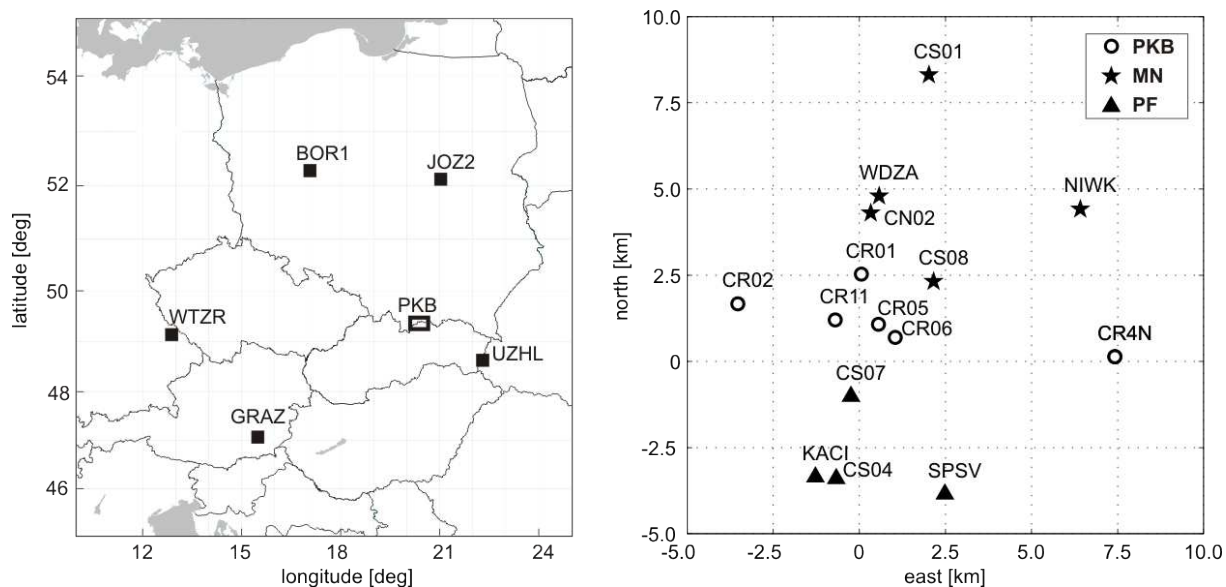 54
52
50
48
46
latitude [deg]
BOR1
JOZ2
WTZR
PKB
UZHL
GRAZ
12
15
18
21
24
longitude [deg]
10.0
7.5
5.0
2.5
0
-2.5
-5.0
north [km]
PKB
MN
PF
CS01
WDZA
NIWK
CN02
CR01
CS08
CR02
CR11
CR05
CR06
CR4N
CS07
KACI
CS04
SPSV
-5.0
-2.5
0
2.5
5.0
7.5
10.0
east [km]